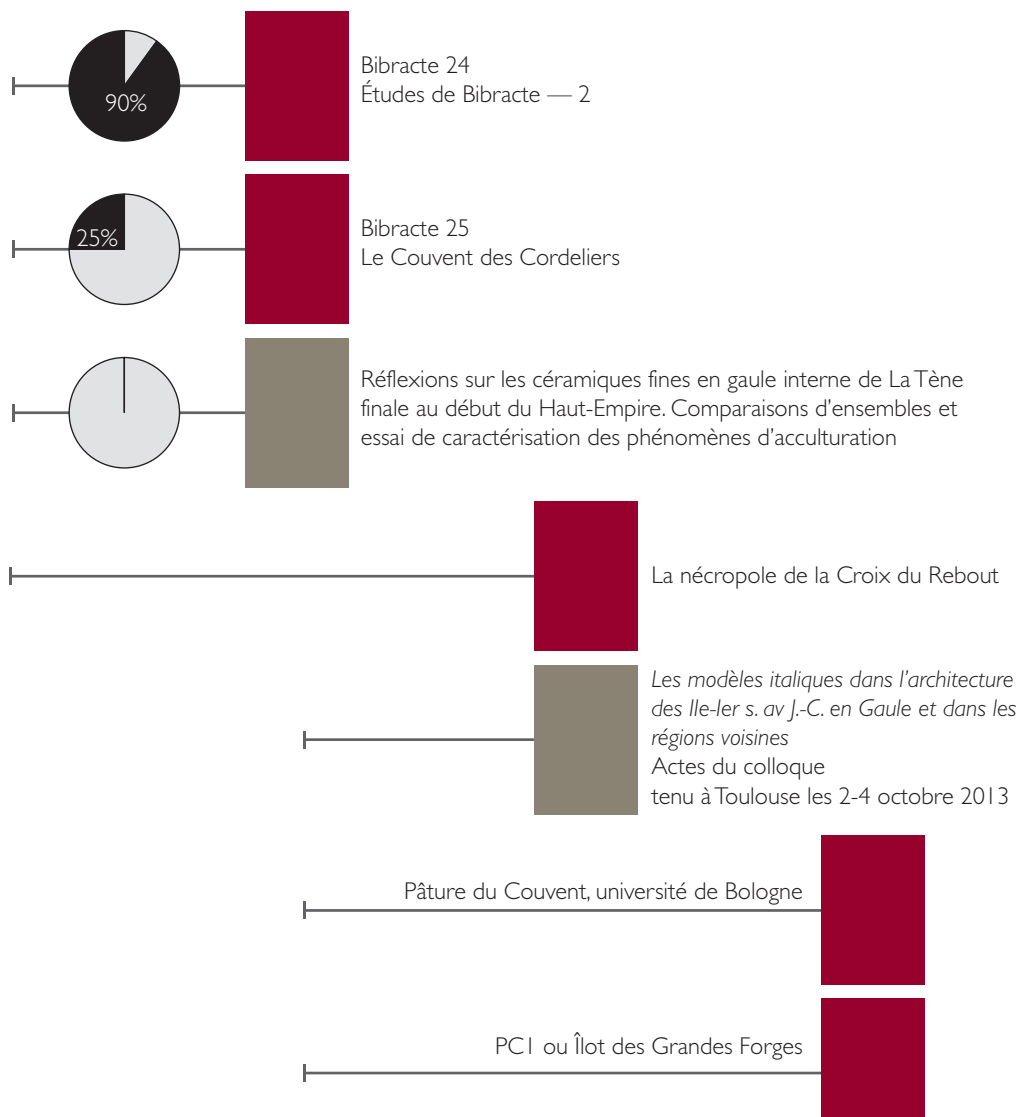 90%
Bibracte 24
Études de Bibracte — 2
25%
Bibracte 25
Le Couvent des Cordeliers
Réflexions sur les céramiques fines en gaule interne de La Tène
finale au début du Haut-Empire. Comparaisons d'ensembles et
essai de caractérisation des phénomènes d'acculturation
La nécropole de la Croix du Rebout
Les modèles italiques dans l'architecture
des IIe-Ier s. av J.-C. en Gaule et dans les
régions voisines
Actes du colloque
tenu à Toulouse les 2-4 octobre 2013
Pâture du Couvent, université de Bologne
PC1 ou Îlot des Grandes Forges